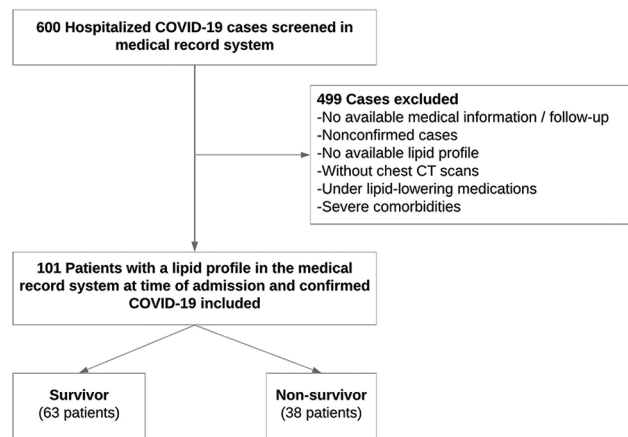 600 Hospitalized COVID-19 cases screened in
medical record system
499 Cases excluded
-No available medical information / follow-up
-Nonconfirmed cases
-No available lipid profile
-Without chest CT scans
-Under lipid-lowering medications
-Severe comorbidities
101 Patients with a lipid profile in the medical
record system at time of admission and confirmed
COVID-19 included
Survivor
(63 patients)
Non-survivor
(38 patients)